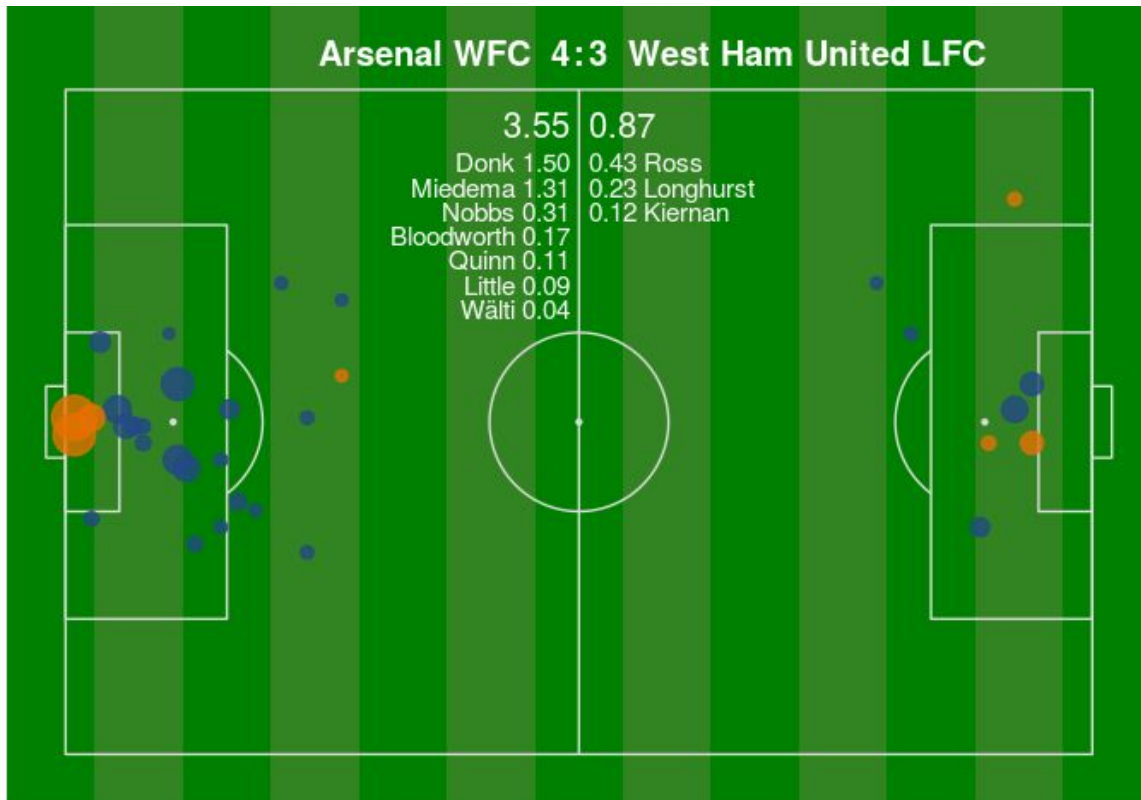 Arsenal WFC 4:3 West Ham United LFC
3.55 0.87
Donk 1.50 0.43 Ross
Miedema 1.31 0.23 Longhurst
Nobbs 0.31 0.12 Kiernan
Bloodworth 0.17
Quinn 0.11
Little 0.09
Wälti 0.04